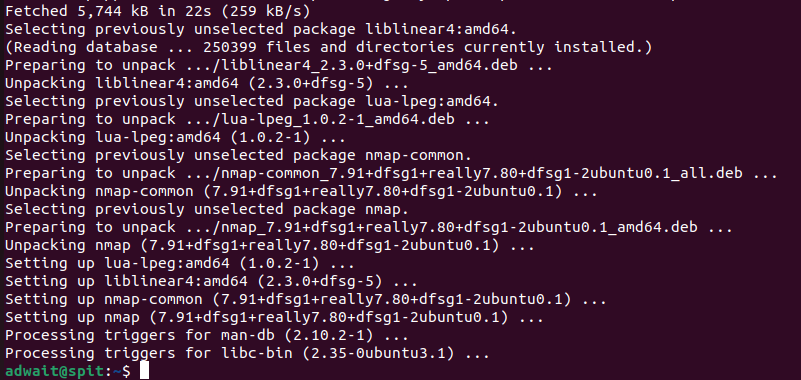 Fetched 5,744 kB in 22s (259 kB/s)
Selecting previously unselected package liblinear4:amd64.
(Reading database ... 250399 files and directories currently installed.)
Preparing to unpack .../liblinear4_2.3.0+dfsg-5_amd64.deb ...
Unpacking liblinear4:amd64 (2.3.0+dfsg-5) ...
Selecting previously unselected package lua-lpeg:amd64.
Preparing to unpack .../lua-lpeg_1.0.2-1_amd64.deb ...
Unpacking lua-lpeg:amd64 (1.0.2-1) ...
Selecting previously unselected package nmap-common.
Preparing to unpack .../nmap-common_7.91+dfsg1+really7.80+dfsg1-2ubuntu0.1_all.deb ...
Unpacking nmap-common (7.91+dfsg1+really7.80+dfsg1-2ubuntu0.1) ...
Selecting previously unselected package nmap.
Preparing to unpack .../nmap_7.91+dfsg1+really7.80+dfsg1-2ubuntu0.1_amd64.deb ...
Unpacking nmap (7.91+dfsg1+really7.80+dfsg1-2ubuntu0.1) ...
Setting up lua-lpeg:amd64 (1.0.2-1) ...
Setting up liblinear4:amd64 (2.3.0+dfsg-5) ...
Setting up nmap-common (7.91+dfsg1+really7.80+dfsg1-2ubuntu0.1) ...
Setting up nmap (7.91+dfsg1+really7.80+dfsg1-2ubuntu0.1) ...
Processing triggers for man-db (2.10.2-1) ...
Processing triggers for libc-bin (2.35-0ubuntu3.1) ...
adwait@spit:~$